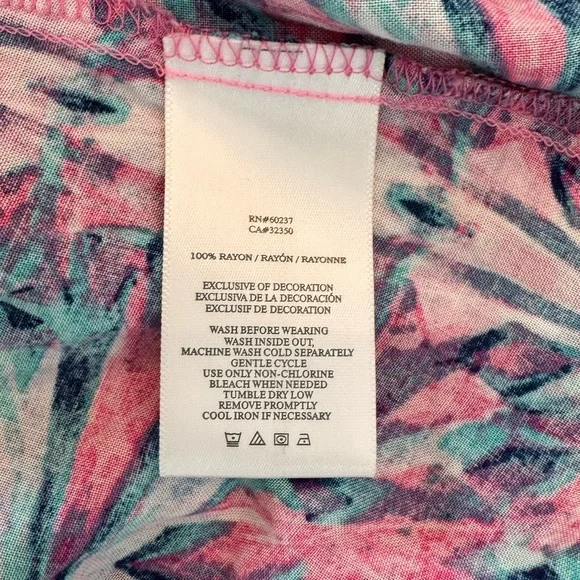 RN#60237
CA#32350
100% RAYON / RAYÓN / RAYONNE
EXCLUSIVE OF DECORATION
EXCLUSIVA DE LA DECORACIÓN
EXCLUSIF DE DECORATION
WASH BEFORE WEARING
WASH INSIDE OUT,
MACHINE WASH COLD SEPARATELY
GENTLE CYCLE
USE ONLY NON-CHLORINE
BLEACH WHEN NEEDED
TUMBLE DRY LOW
REMOVE PROMPTLY
COOL IRON IF NECESSARY